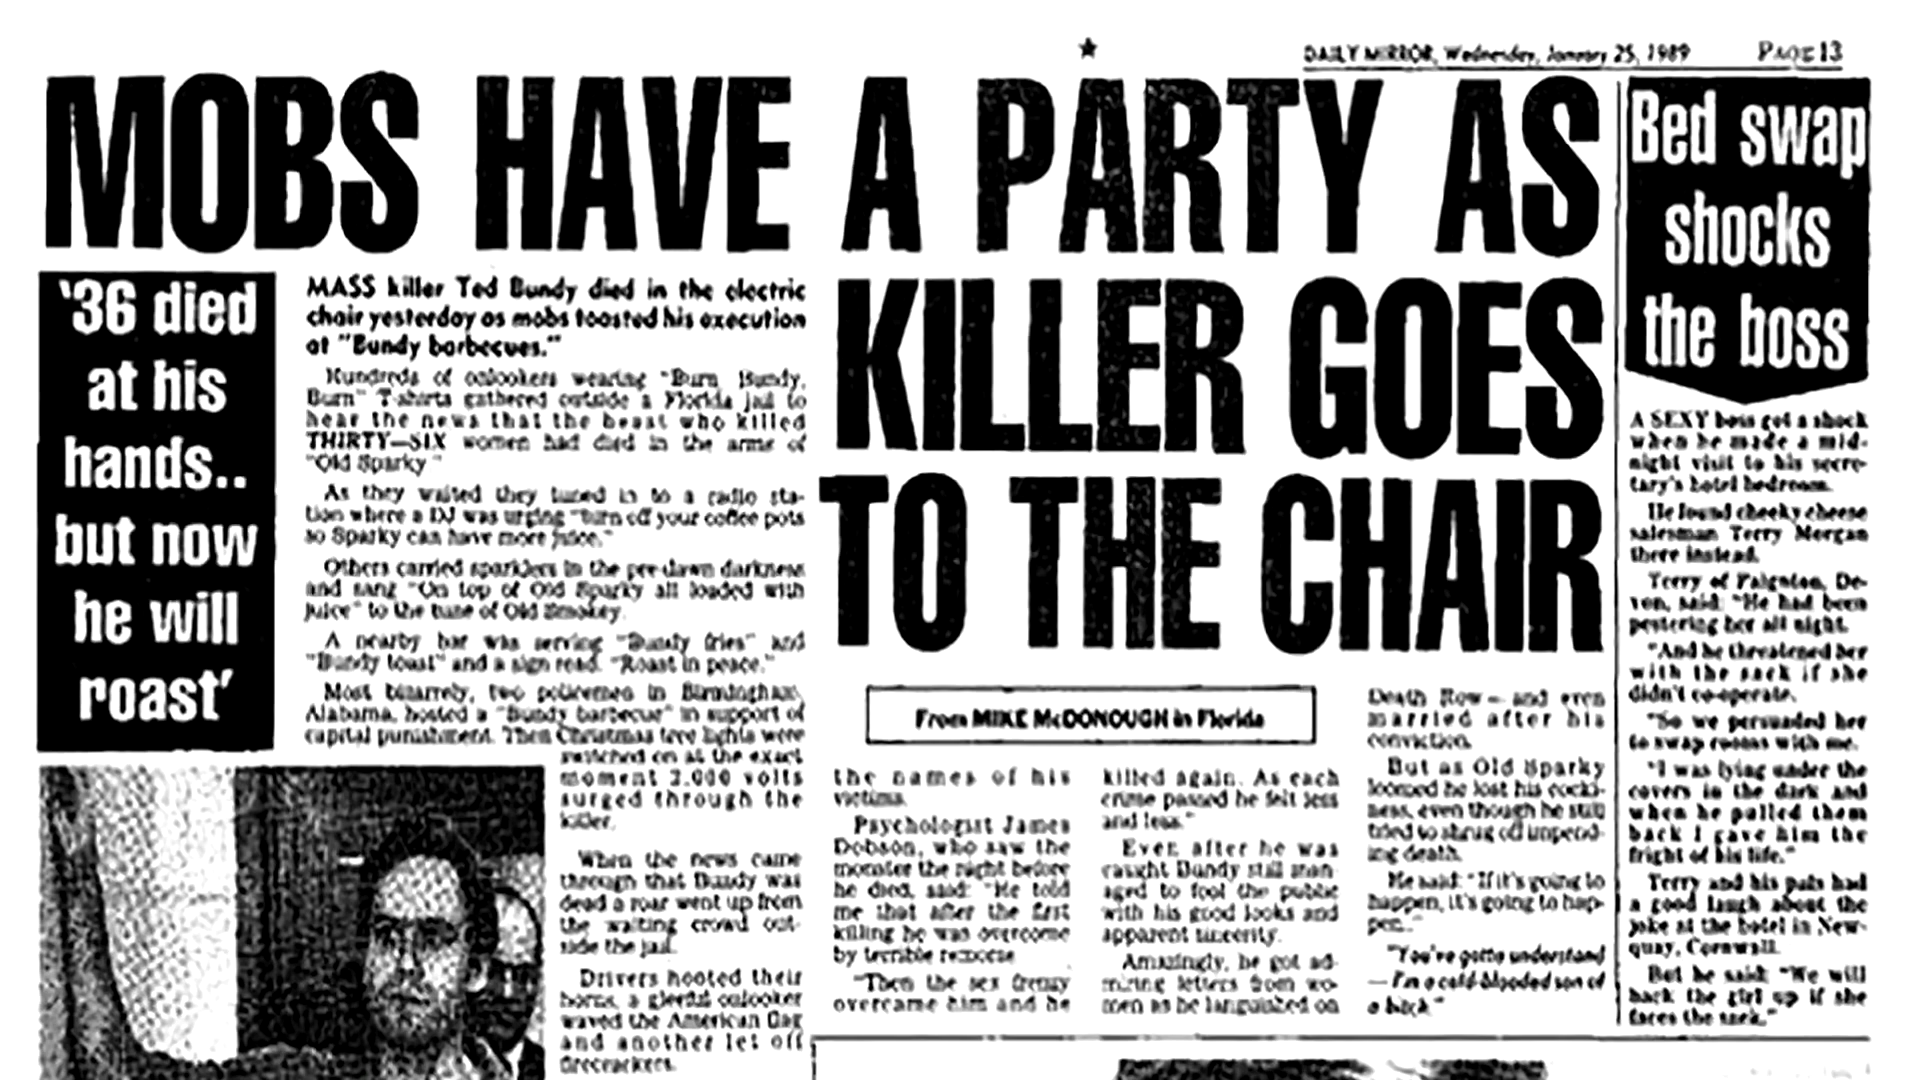 DAILY MIRROR, Wednesday, January 25, 1989 PAGE 13
MOBS HAVE A PARTY AS
KILLER GOES
TO THE CHAIR
'36 died
at his
hands..
but now
he will
roast'
MASS killer Ted Bundy died in the electric
chair yesterday as mobs toasted his execution
at "Bundy barbecues."
Hundreds of onlookers wearing "Burn, Bundy,
Burn" T-shirts gathered outside a Florida jail to
hear the news that the beast who killed
THIRTY-SIX women had died in the arms of
"Old Sparky."
As they waited they tuned in to a radio sta-
tion where a DJ was urging "turn off your coffee pots
so Sparky can have more juice."
Others carried sparklers in the pre-dawn darkness
and sang "On top of Old Sparky all loaded with
juice" to the tune of Old Smokey.
A nearby bar was serving "Bundy fries" and
"Bundy toast" and a sign read: "Roast in peace."
Most bizarrely, two policemen in Birmingham,
Alabama, hosted a "Bundy barbecue" in support of
capital punishment. Then Christmas tree lights were
switched on at the exact
moment 2,000 volts
surged through the
killer.
When the news came
through that Bundy was
dead a roar went up from
the waiting crowd out-
side the jail.
Drivers hooted their
horns, a gleeful onlooker
waved the American flag
and another let off
firecrackers.
From MIKE McDONOUGH in Florida
the names of his
victims.
Psychologist James
Dobson, who saw the
monster the night before
he died, said: "He told
me that after the first
killing he was overcome
by terrible remorse.
"Then the sex frenzy
overcame him and he
killed again. As each
crime passed he felt less
and less."
Even after he was
caught Bundy still man-
aged to fool the public
with his good looks and
apparent sincerity.
Amazingly, he got ad-
miring letters from wo-
men as he languished on
Death Row — and even
married after his
conviction.
But as Old Sparky
loomed he lost his cocki-
ness, even though he still
tried to shrug off impend-
ing death.
He said: "If it's going to
happen, it's going to hap-
pen."
"You've gotta understand
— I'm a cold-blooded son of
a bitch."
Bed swap
shocks
the boss
A SEXY boss got a shock
when he made a mid-
night visit to his secre-
tary's hotel bedroom.
He found cheeky cheese
salesman Terry Morgan
there instead.
Terry of Paignton, De-
von, said: "He had been
pestering her all night.
"And he threatened her
with the sack if she
didn't co-operate.
"So we persuaded her
to swap rooms with me.
"I was lying under the
covers in the dark and
when he pulled them
back I gave him the
fright of his life."
Terry and his pals had
a good laugh about the
joke at the hotel in New-
quay, Cornwall.
But he said: "We will
back the girl up if she
faces the sack."